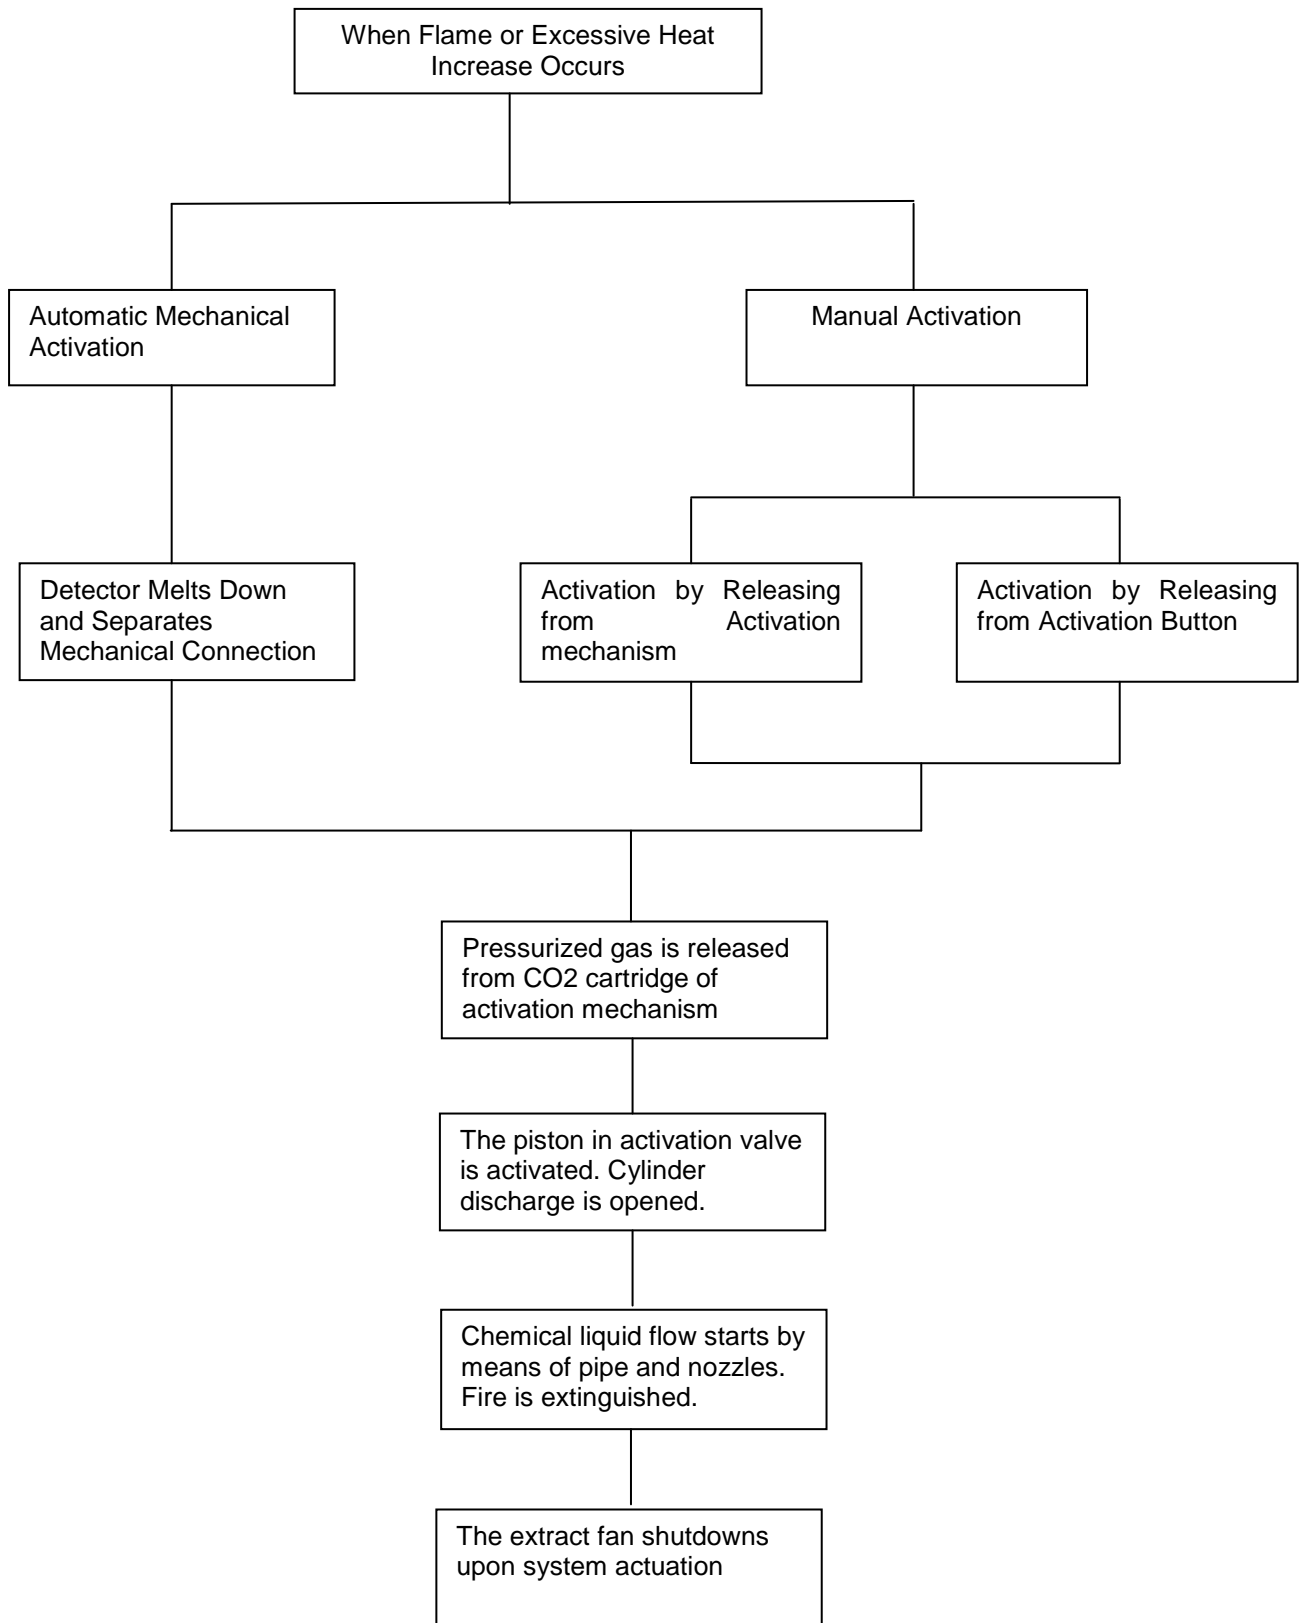 When Flame or Excessive Heat
Increase Occurs
Automatic Mechanical
Activation
Manual Activation
Detector Melts Down
and Separates
Mechanical Connection
Activation by Releasing
from Activation
mechanism
Activation by Releasing
from Activation Button
Pressurized gas is released
from CO2 cartridge of
activation mechanism
The piston in activation valve
is activated. Cylinder
discharge is opened.
Chemical liquid flow starts by
means of pipe and nozzles.
Fire is extinguished.
The extract fan shutdowns
upon system actuation